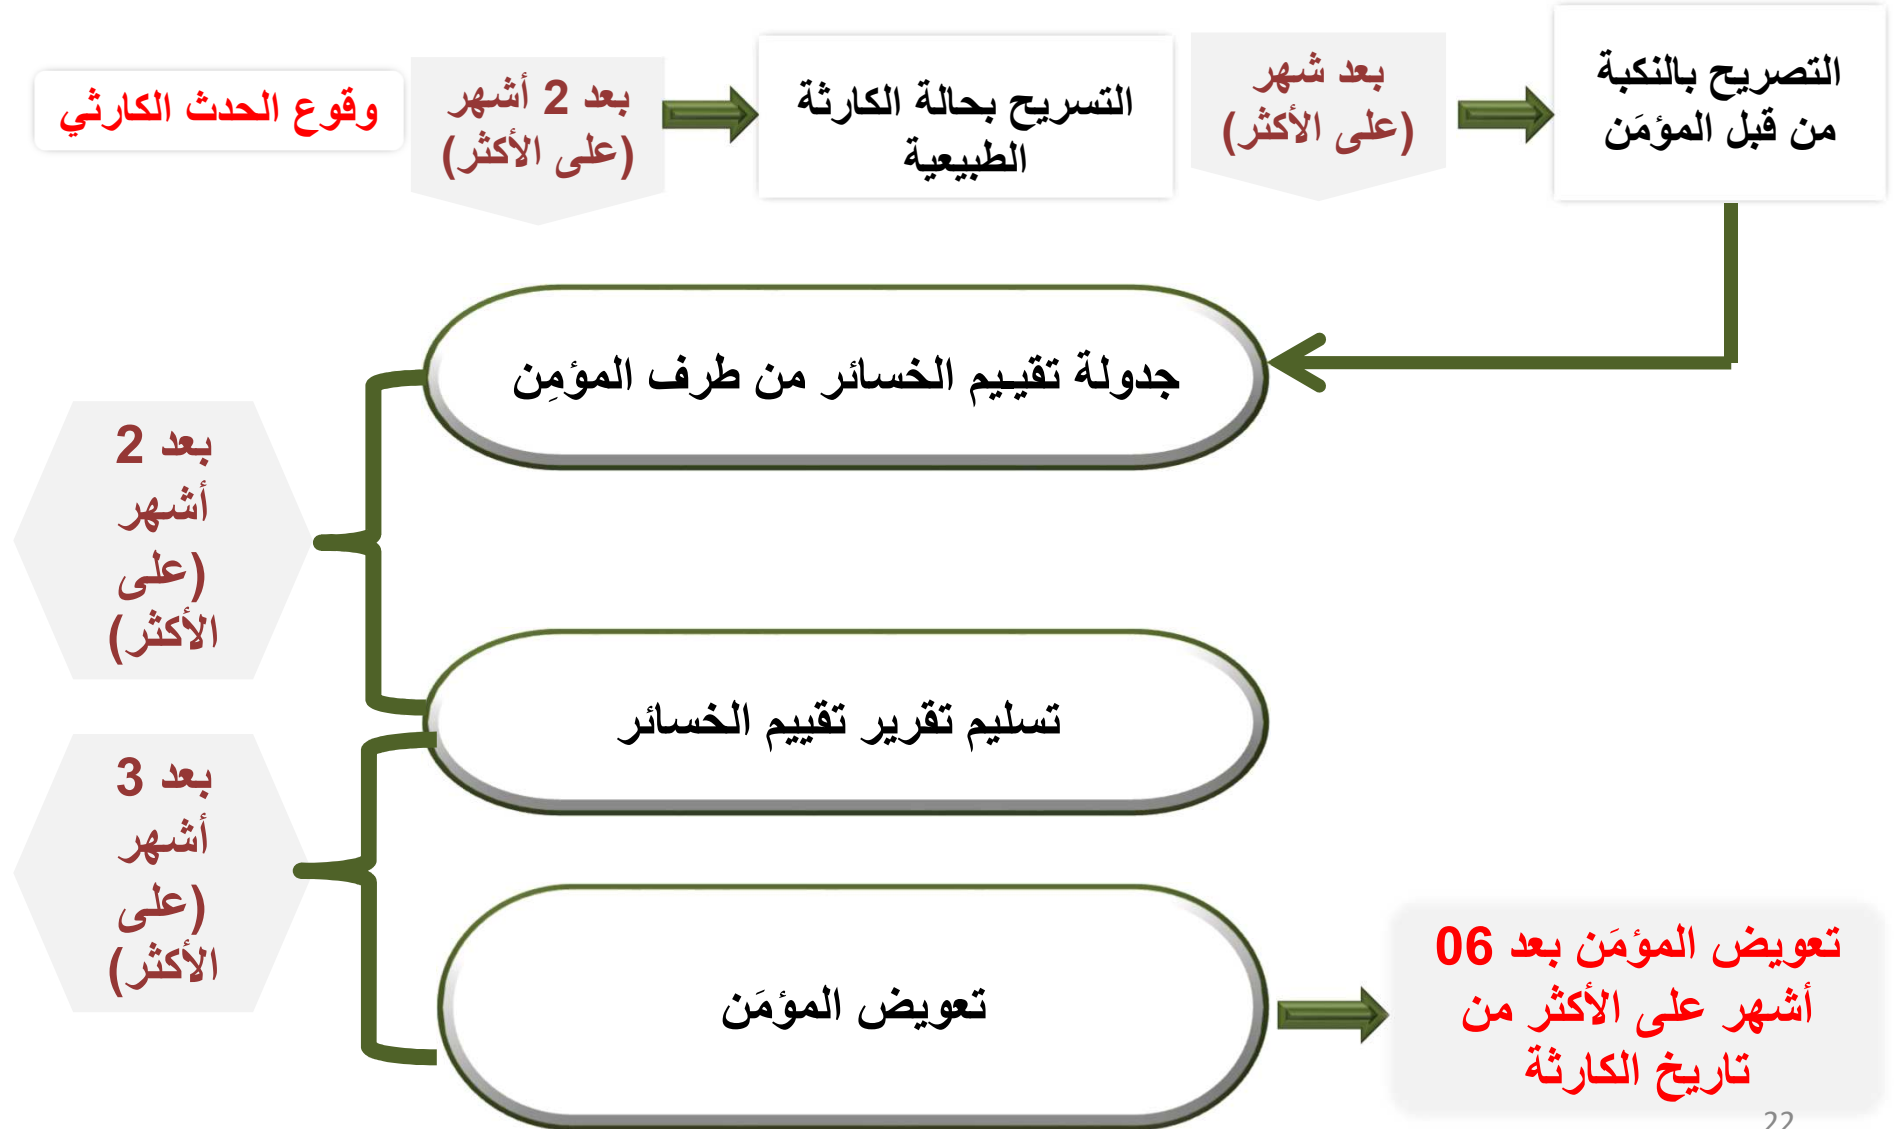 وقوع الحدث الكارثي
بعد 2 أشهر
(على الأكثر)
التسريح بحالة الكارثة
الطبيعية
بعد شهر
(على الأكثر)
التصريح بالنكبة
من قبل المؤمَن
جدولة تقييم الخسائر من طرف المؤمِن
بعد 2
أشهر
(على
الأكثر)
تسليم تقرير تقييم الخسائر
بعد 3
أشهر
(على
الأكثر)
تعويض المؤمَن
تعويض المؤمَن بعد 06
أشهر على الأكثر من
تاريخ الكارثة
22